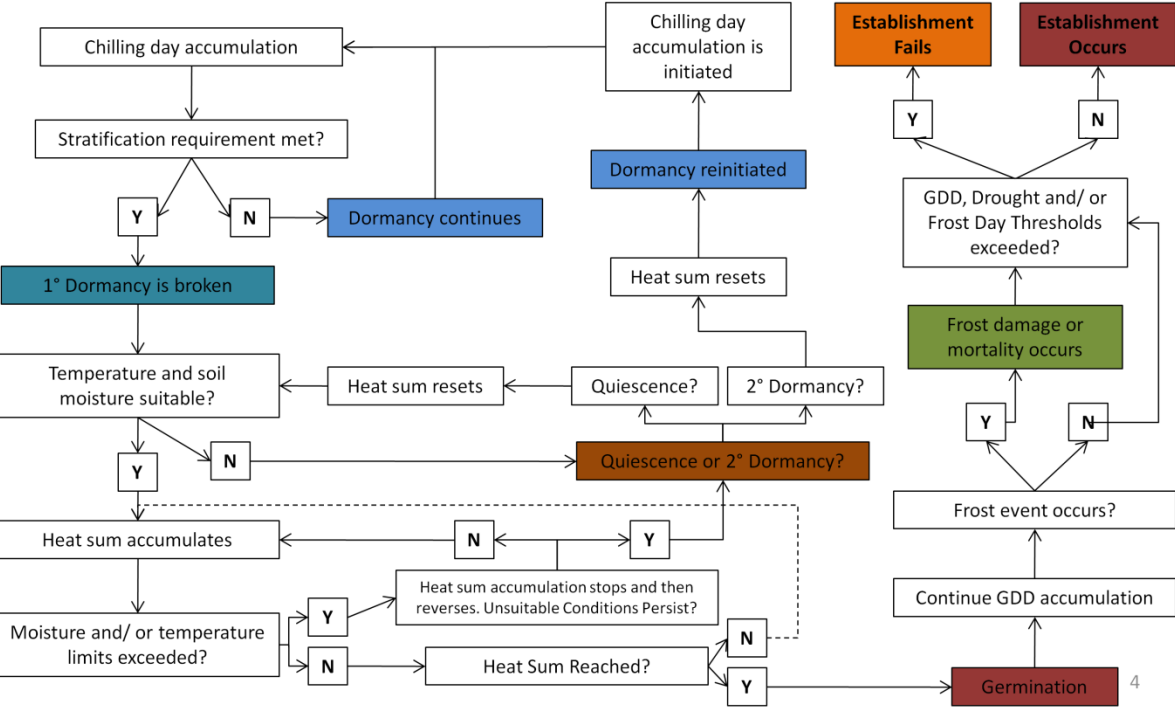 Chilling day accumulation
Chilling day
accumulation is
initiated
Establishment
Fails
Establishment
Occurs
Y
N
Stratification requirement met?
Dormancy reinitiated
GDD, Drought and/ or
Frost Day Thresholds
exceeded?
Y
N
Dormancy continues
1° Dormancy is broken
Heat sum resets
Frost damage or
mortality occurs
Temperature and soil
moisture suitable?
Heat sum resets
Quiescence?
2° Dormancy?
Y
N
Y
N
Quiescence or 2° Dormancy?
Frost event occurs?
Heat sum accumulates
N
Y
Heat sum accumulation stops and then
reverses. Unsuitable Conditions Persist?
Continue GDD accumulation
Moisture and/ or temperature
limits exceeded?
Y
N
Heat Sum Reached?
N
Y
Germination
4